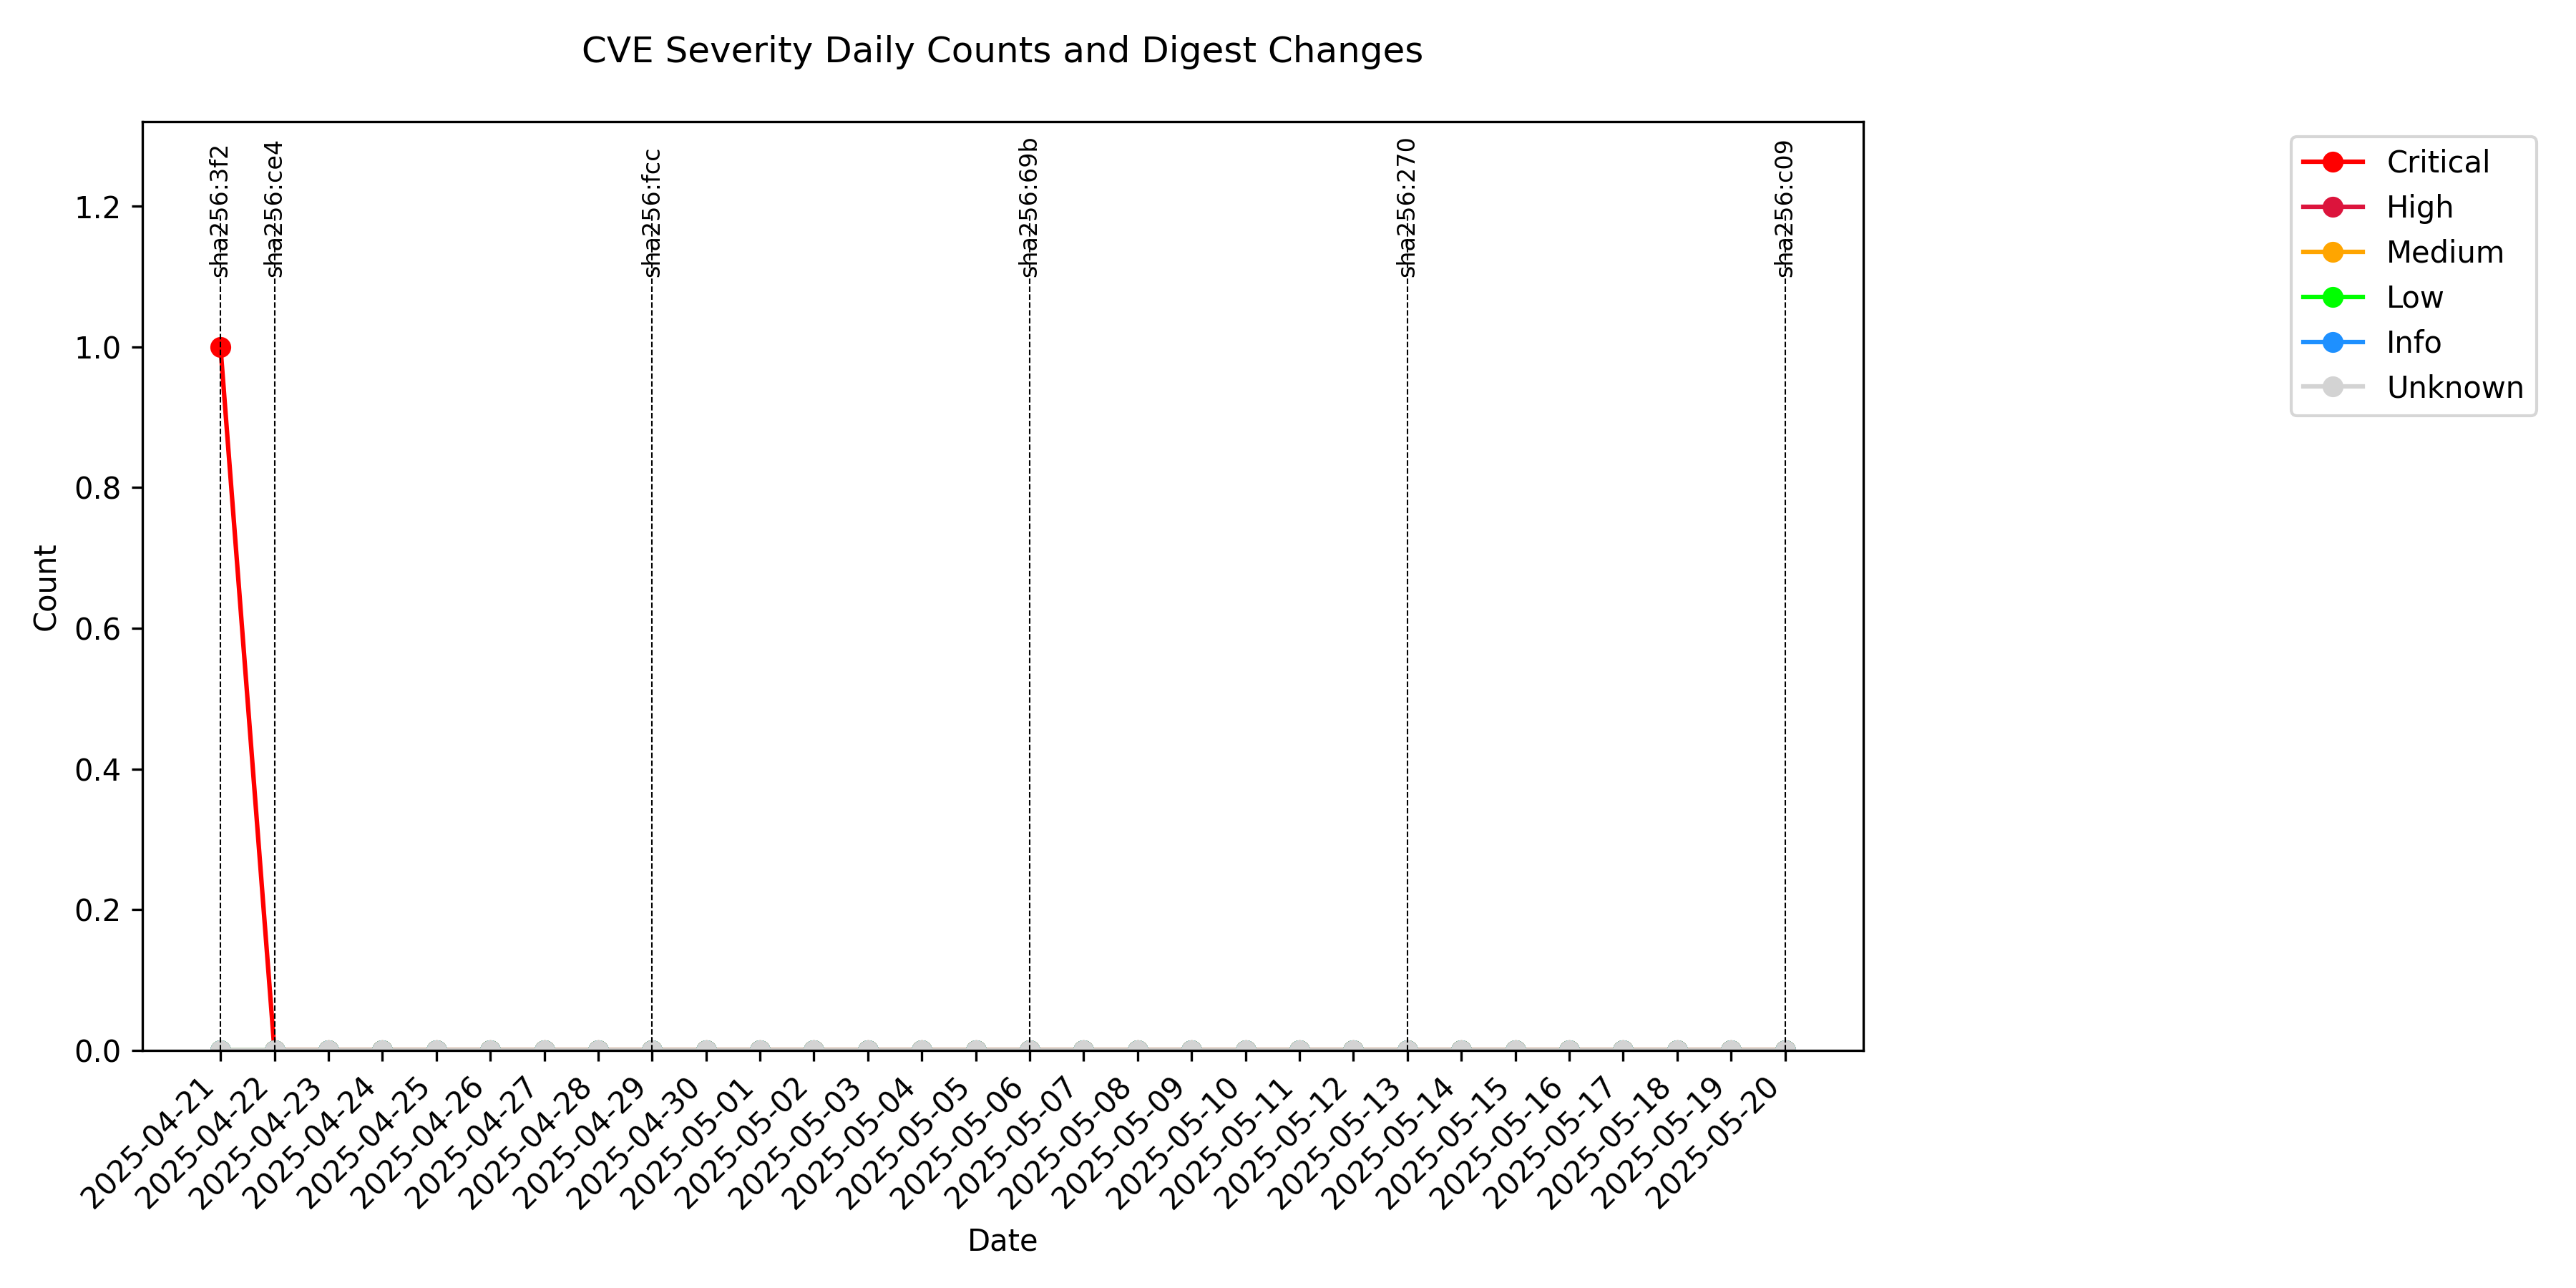 CVE Severity Daily Counts and Digest Changes
sha256:3f2
sha256:ce4
sha256:fcc
sha256:69b
sha256:270
sha256:c09
Critical
High
Medium
Low
Info
Unknown
Count
1.2
1.0
0.8
0.6
0.4
0.2
0.0
2025-04-21
2025-04-22
2025-04-23
2025-04-24
2025-04-25
2025-04-26
2025-04-27
2025-04-28
2025-04-29
2025-04-30
2025-05-01
2025-05-02
2025-05-03
2025-05-04
2025-05-05
2025-05-06
2025-05-07
2025-05-08
2025-05-09
2025-05-10
2025-05-11
2025-05-12
2025-05-13
2025-05-14
2025-05-15
2025-05-16
2025-05-17
2025-05-18
2025-05-19
2025-05-20
Date